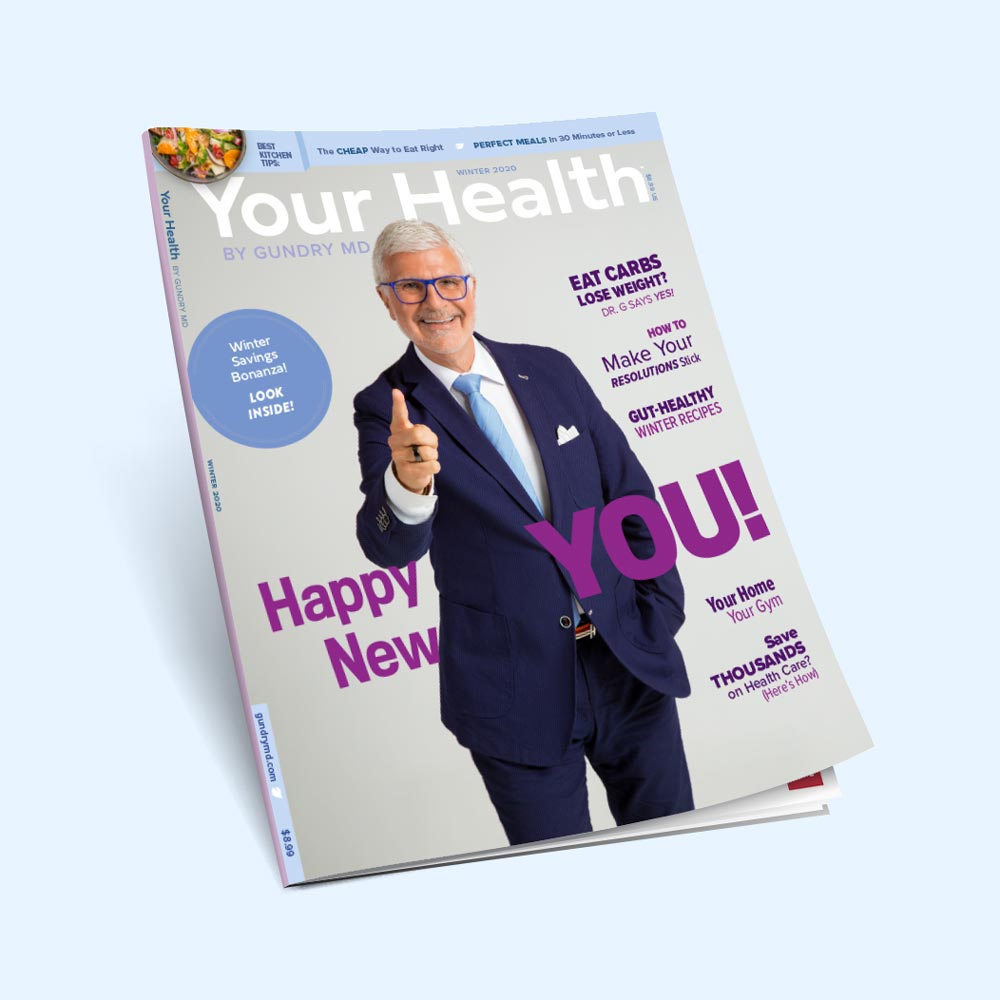 BEST
KITCHEN
TIPS:
The CHEAP Way to Eat Right
PERFECT MEALS In 30 Minutes or Less
WINTER 2020
Your Health
$8.99 US
BY GUNDRY MD
Your Health BY GUNDRY MD
EAT CARBS
LOSE WEIGHT?
DR. G SAYS YES!
Winter
Savings
Bonanza!
LOOK
INSIDE!
HOW TO
Make Your
RESOLUTIONS Stick
GUT-HEALTHY
WINTER RECIPES
WINTER 2020
Happy
New
YOU!
Your Home
Your Gym
Save
THOUSANDS
on Health Care?
(Here's How)
gundrymd.com
$8.99